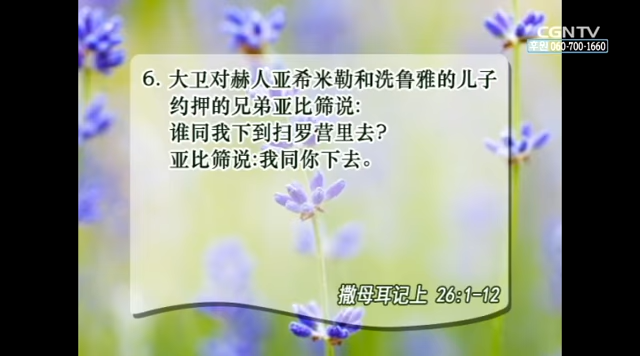 CGNTV
후원 060-700-1660
6. 大卫对赫人亚希米勒和洗鲁雅的儿子
约押的兄弟亚比筛说:
谁同我下到扫罗营里去?
亚比筛说:我同你下去。
撒母耳记上 26:1-12